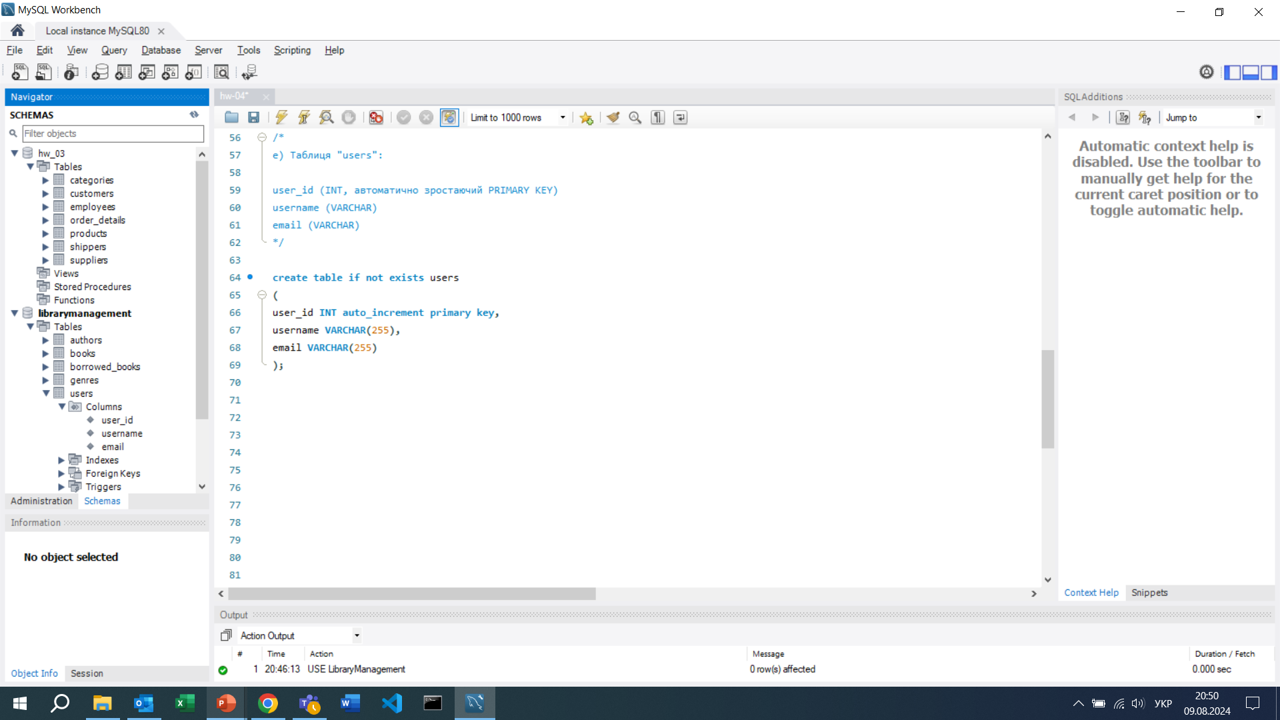 MySQL Workbench
Local instance MySQL80
File Edit View Query Database Server Tools Scripting Help
Navigator
SCHEMAS
Filter objects
hw_03
Tables
categories
customers
employees
order_details
products
shippers
suppliers
Views
Stored Procedures
Functions
librarymanagement
Tables
authors
books
borrowed_books
genres
users
Columns
user_id
username
email
Indexes
Foreign Keys
Triggers
Administration Schemas
Information
No object selected
Object Info Session
hw-04*
Limit to 1000 rows
56 /*
57 e) Таблиця "users":
58
59 user_id (INT, автоматично зростаючий PRIMARY KEY)
60 username (VARCHAR)
61 email (VARCHAR)
62 */
63
64 create table if not exists users
65 (
66 user_id INT auto_increment primary key,
67 username VARCHAR(255),
68 email VARCHAR(255)
69 );
70
71
72
73
74
75
76
77
78
79
80
81
SQLAdditions
Jump to
Automatic context help is
disabled. Use the toolbar to
manually get help for the
current caret position or to
toggle automatic help.
Context Help Snippets
Output
Action Output
# Time Action Message Duration / Fetch
1 20:46:13 USE LibraryManagement 0 row(s) affected 0.000 sec
УКР
20:50
09.08.2024